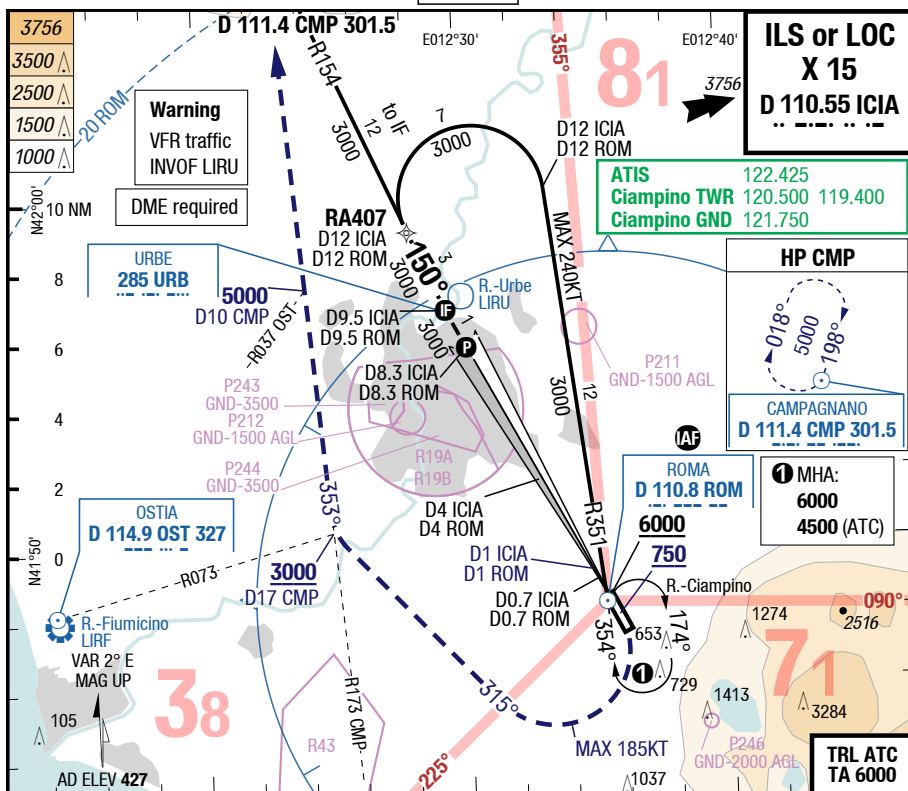 3756
3500
2500
1500
1000
D 111.4 CMP 301.5
E012°30'
E012°40'
355°
81
3756
ILS or LOC
X 15
D 110.55 ICIA
20 ROM
Warning
VFR traffic
INVOF LIRU
DME required
R154
3000
12
to IF
7
3000
D12 ICIA
D12 ROM
ATIS 122.425
Ciampino TWR 120.500 119.400
Ciampino GND 121.750
N42°00'
10 NM
RA407
D12 ICIA
D12 ROM
150°
3
3000
MAX 240KT
HP CMP
018°
5000
198°
CAMPAGNANO
D 111.4 CMP 301.5
URBE
285 URB
8
5000
D10 CMP
R037 OST
R.-Urbe
LIRU
IF
D9.5 ICIA
D9.5 ROM
1
3000
6
P
D8.3 ICIA
D8.3 ROM
P211
GND-1500 AGL
P243
GND-3500
P212
GND-1500 AGL
P244
GND-3500
R19A
R19B
4
3000
12
IAF
ROMA
D 110.8 ROM
1 MHA:
6000
4500 (ATC)
2
353°
D4 ICIA
D4 ROM
R351
6000
750
OSTIA
D 114.9 OST 327
N41°50'
0
R073
3000
D17 CMP
D1 ICIA
D1 ROM
D0.7 ICIA
D0.7 ROM
R.-Ciampino
090°
R.-Fiumicino
LIRF
354°
174°
653
1274
2516
71
VAR 2° E
MAG UP
38
R173 CMP
315°
1
729
1413
3284
105
R43
MAX 185KT
P246
GND-2000 AGL
AD ELEV 427
225°
1037
TRL ATC
TA 6000